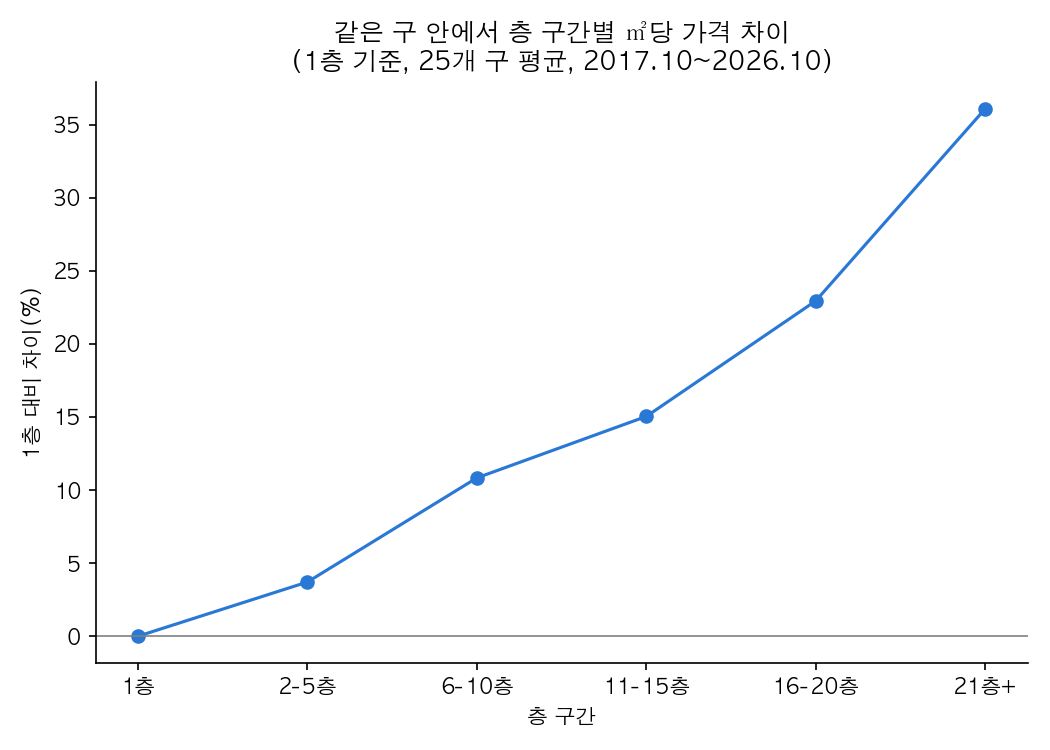 같은 구 안에서 층 구간별 ㎡당 가격 차이
(1층 기준, 25개 구 평균, 2017.10~2026.10)
35
30
25
20
15
10
5
0
1층 대비 차이(%)
1층
2-5층
6-10층
11-15층
16-20층
21층+
층 구간